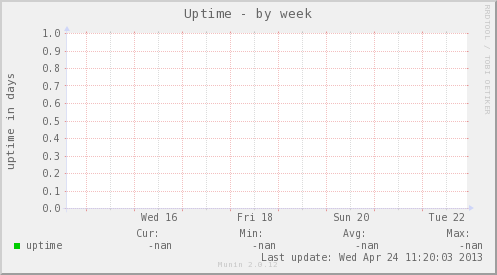 Uptime - by week
RRDTOOL / TOBI OETIKER
uptime in days
1.0
0.9
0.8
0.7
0.6
0.5
0.4
0.3
0.2
0.1
0.0
Wed 16 Fri 18 Sun 20 Tue 22
Cur: Min: Avg: Max:
uptime -nan -nan -nan -nan
Last update: Wed Apr 24 11:20:03 2013
Munin 2.0.12